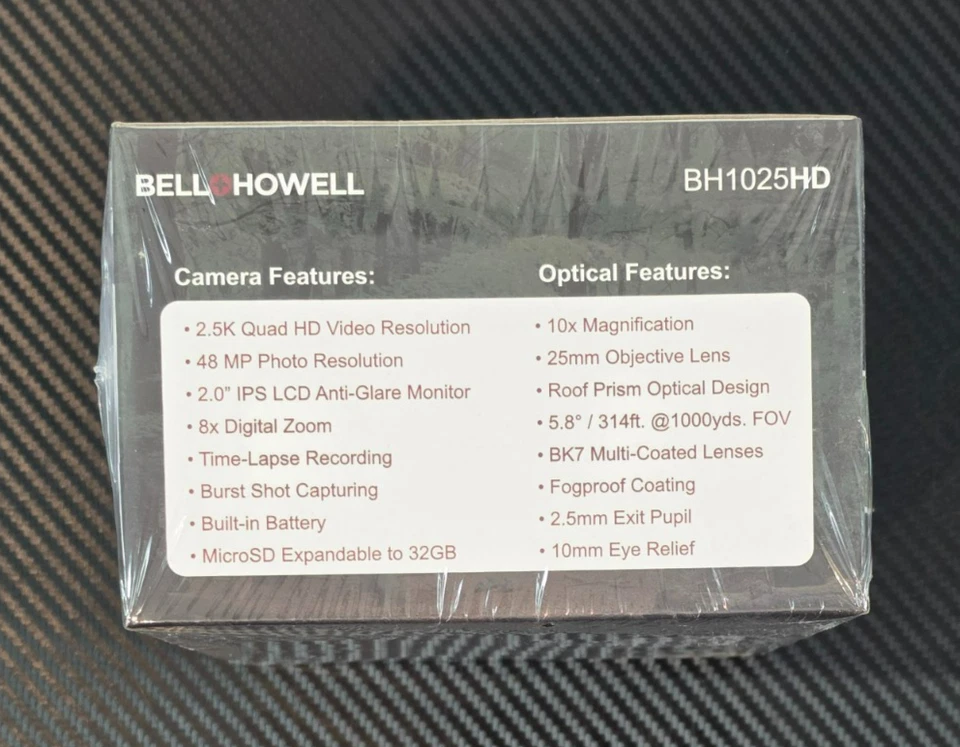 BELL+HOWELL
BH1025HD
Camera Features:
• 2.5K Quad HD Video Resolution
• 48 MP Photo Resolution
• 2.0" IPS LCD Anti-Glare Monitor
• 8x Digital Zoom
• Time-Lapse Recording
• Burst Shot Capturing
• Built-in Battery
• MicroSD Expandable to 32GB
Optical Features:
• 10x Magnification
• 25mm Objective Lens
• Roof Prism Optical Design
• 5.8° / 314ft. @1000yds. FOV
• BK7 Multi-Coated Lenses
• Fogproof Coating
• 2.5mm Exit Pupil
• 10mm Eye Relief